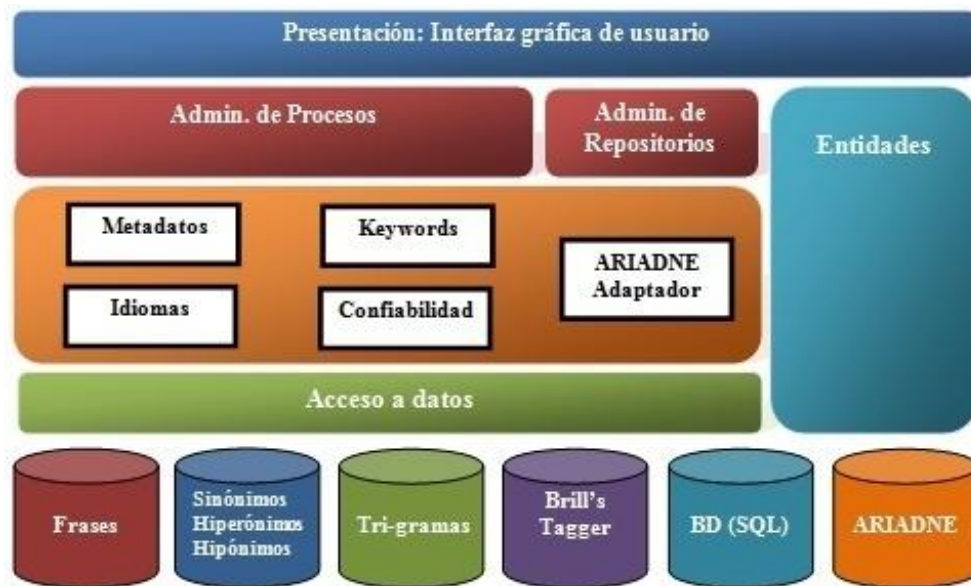 Presentación: Interfaz gráfica de usuario
Admin. de Procesos
Admin. de
Repositorios
Entidades
Metadatos
Keywords
ARIADNE
Adaptador
Idiomas
Confiabilidad
Acceso a datos
Frases
Sinónimos
Hiperónimos
Hipónimos
Tri-gramas
Brill's
Tagger
BD (SQL)
ARIADNE